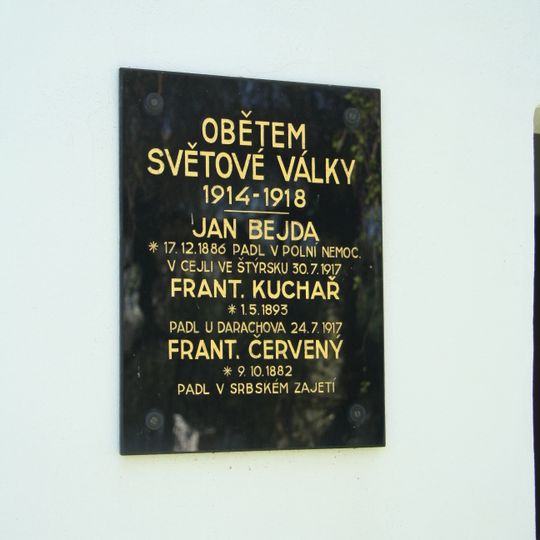 OBĚTEM
SVĚTOVÉ VÁLKY
1914-1918
JAN BEJDA
* 17.12.1886 PADL V POLNÍ NEMOC.
V CEJLI VE ŠTÝRSKU 30.7.1917
FRANT. KUCHAŘ
* 1.5.1893
PADL U DARACHOVA 24.7.1917
FRANT. ČERVENÝ
* 9.10.1882
PADL V SRBSKÉM ZAJETÍ